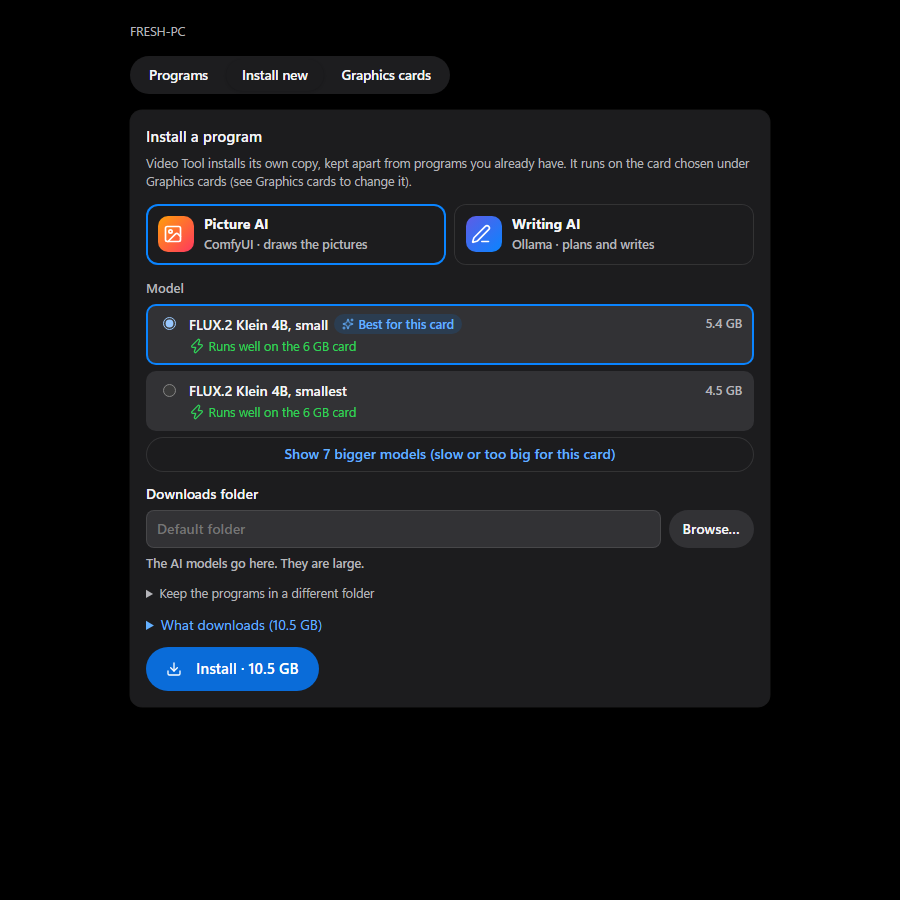 FRESH-PC
Programs
Install new
Graphics cards
Install a program
Video Tool installs its own copy, kept apart from programs you already have. It runs on the card chosen under
Graphics cards (see Graphics cards to change it).
Picture AI
ComfyUI · draws the pictures
Writing AI
Ollama · plans and writes
Model
FLUX.2 Klein 4B, small
Best for this card
5.4 GB
Runs well on the 6 GB card
FLUX.2 Klein 4B, smallest
4.5 GB
Runs well on the 6 GB card
Show 7 bigger models (slow or too big for this card)
Downloads folder
Default folder
Browse...
The AI models go here. They are large.
Keep the programs in a different folder
What downloads (10.5 GB)
Install · 10.5 GB